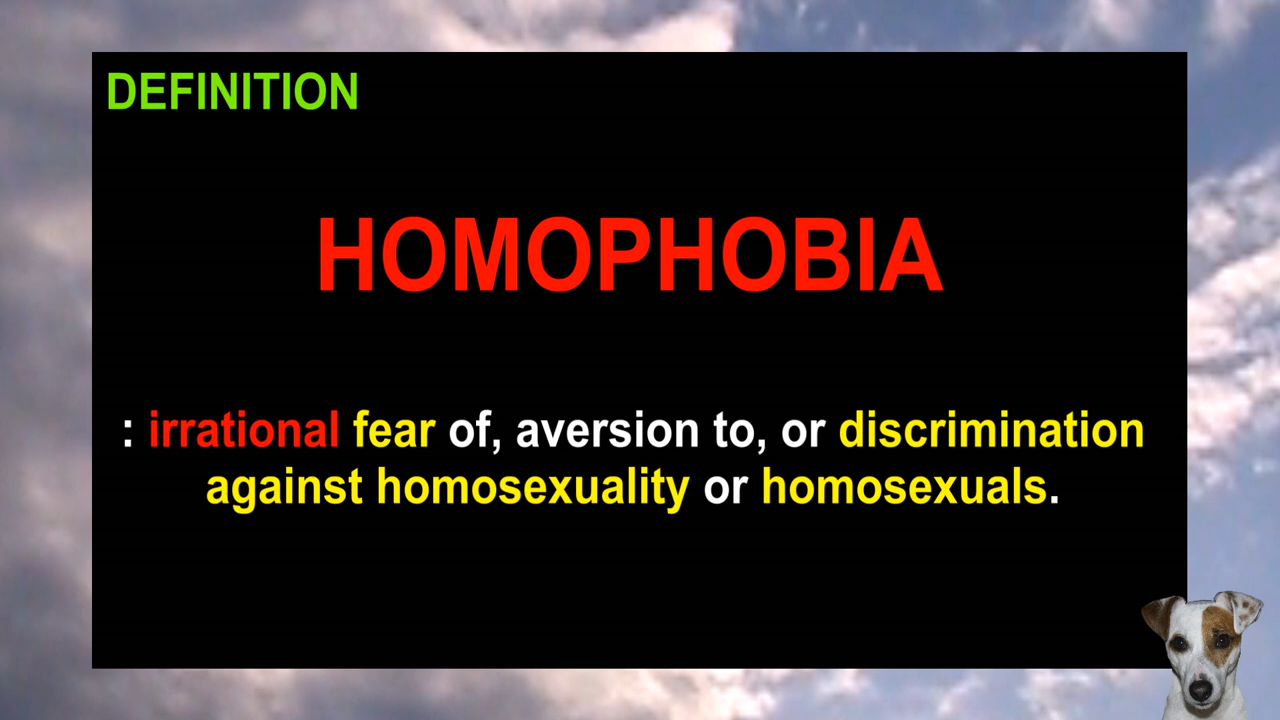 DEFINITION
HOMOPHOBIA
: irrational fear of, aversion to, or discrimination
against homosexuality or homosexuals.